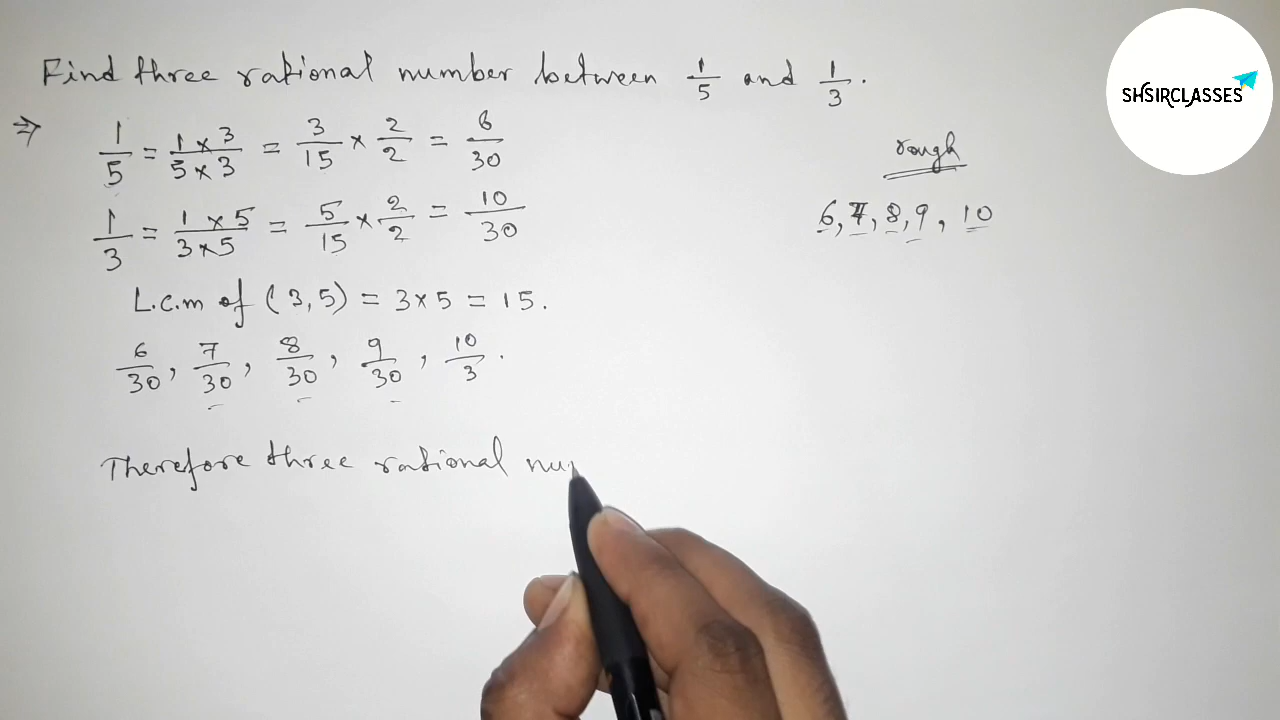 Find three rational number between 1/5 and 1/3.
SHSIRCLASSES
⇒ 1/5 = 1×3/5×3 = 3/15 × 2/2 = 6/30
rough
1/3 = 1×5/3×5 = 5/15 × 2/2 = 10/30
6, 7, 8, 9, 10
L.c.m of (3,5) = 3×5 = 15.
6/30, 7/30, 8/30, 9/30, 10/3.
Therefore three rational nu